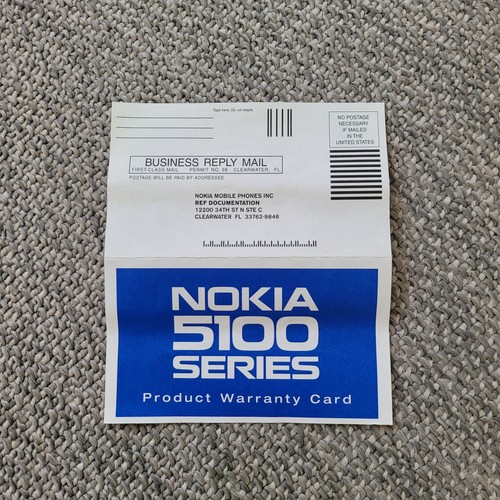 Tape here. Do not staple.
NO POSTAGE
NECESSARY
IF MAILED
IN THE
UNITED STATES
BUSINESS REPLY MAIL
FIRST-CLASS MAIL PERMIT NO. 58 CLEARWATER, FL
POSTAGE WILL BE PAID BY ADDRESSEE
NOKIA MOBILE PHONES INC
REF DOCUMENTATION
12200 34TH ST N STE C
CLEARWATER FL 33762-9846
NOKIA
5100
SERIES
Product Warranty Card